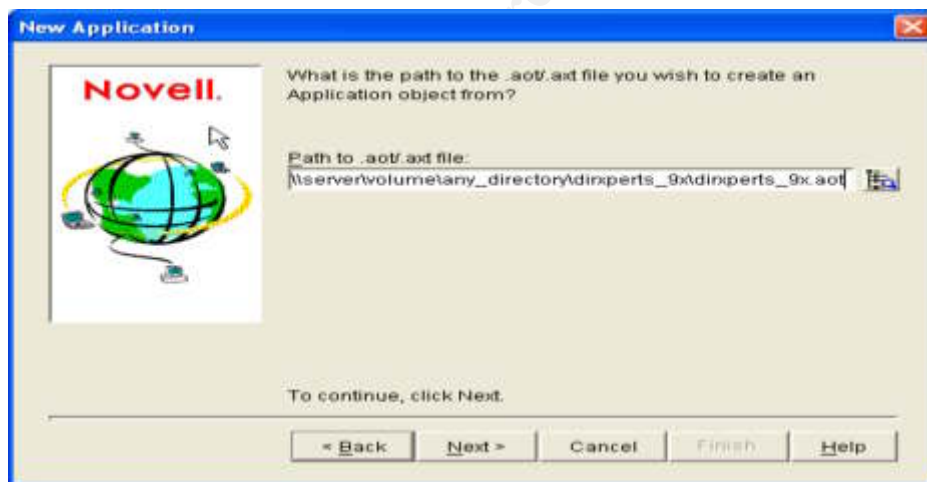 New Application
Novell.
What is the path to the .aot/.axt file you wish to create an
Application object from?
Path to .aot/.axt file:
\\server\volume\any_directory\dirxperts_9x\dirxperts_9x.aot
To continue, click Next.
< Back
Next >
Cancel
Finish
Help